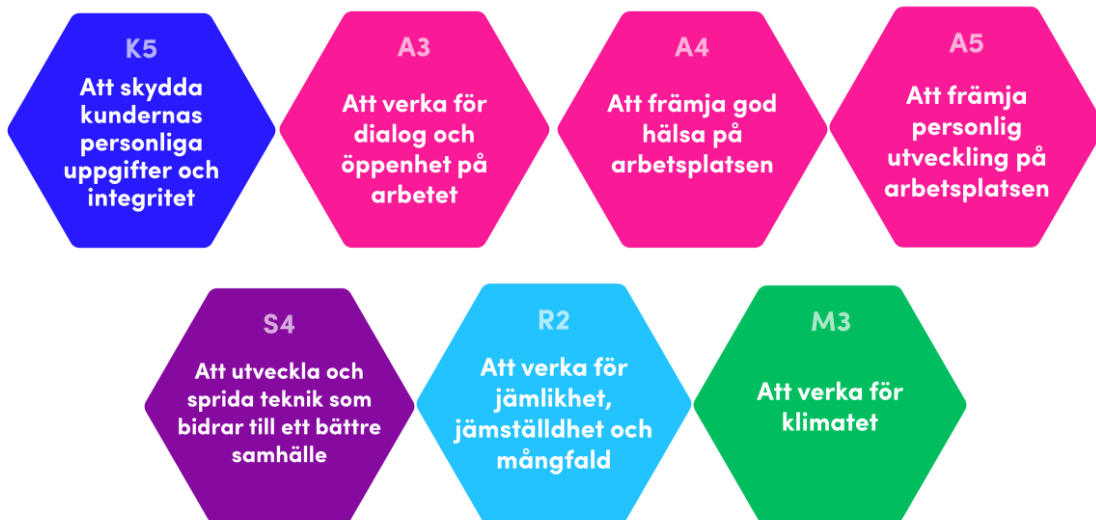 K5
Att skydda
kundernas
personliga
uppgifter och
integritet
A3
Att verka för
dialog och
öppenhet på
arbetet
A4
Att främja god
hälsa på
arbetsplatsen
A5
Att främja
personlig
utveckling på
arbetsplatsen
S4
Att utveckla och
sprida teknik som
bidrar till ett bättre
samhälle
R2
Att verka för
jämlikhet,
jämställdhet och
mångfald
M3
Att verka för
klimatet